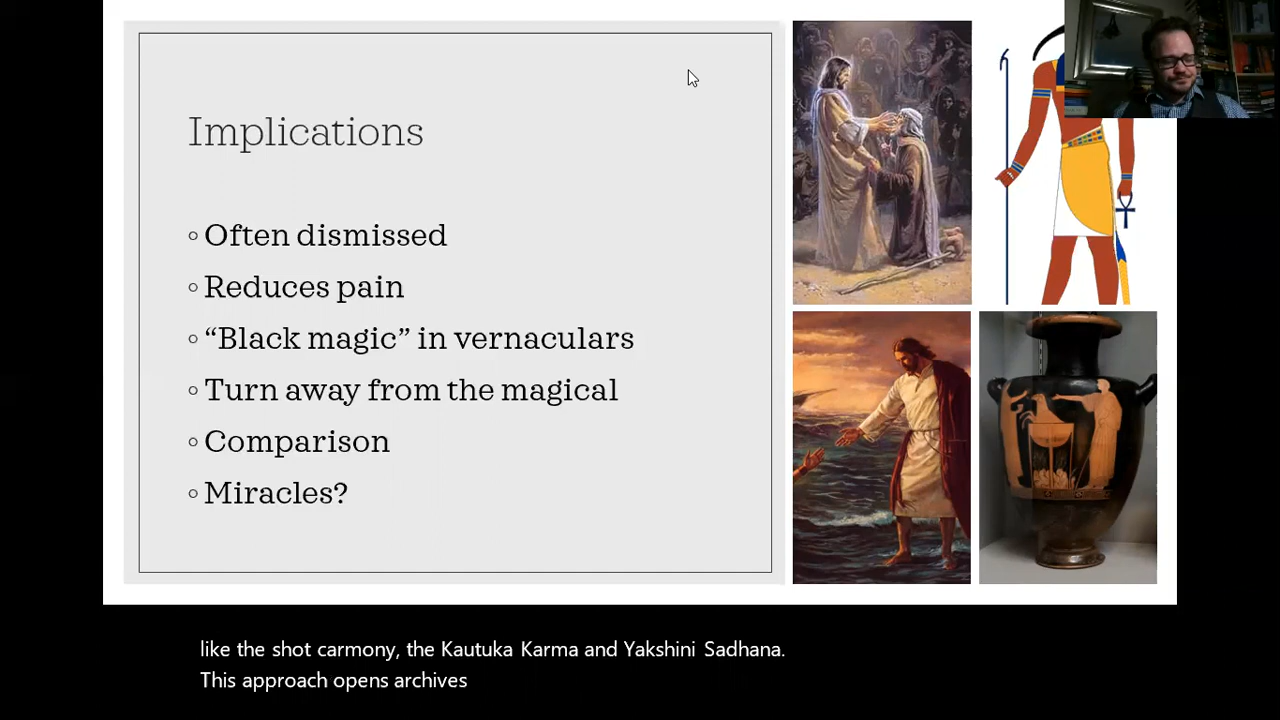 Implications
◦ Often dismissed
◦ Reduces pain
◦ “Black magic” in vernaculars
◦ Turn away from the magical
◦ Comparison
◦ Miracles?
like the shot carmony, the Kautuka Karma and Yakshini Sadhana.
This approach opens archives